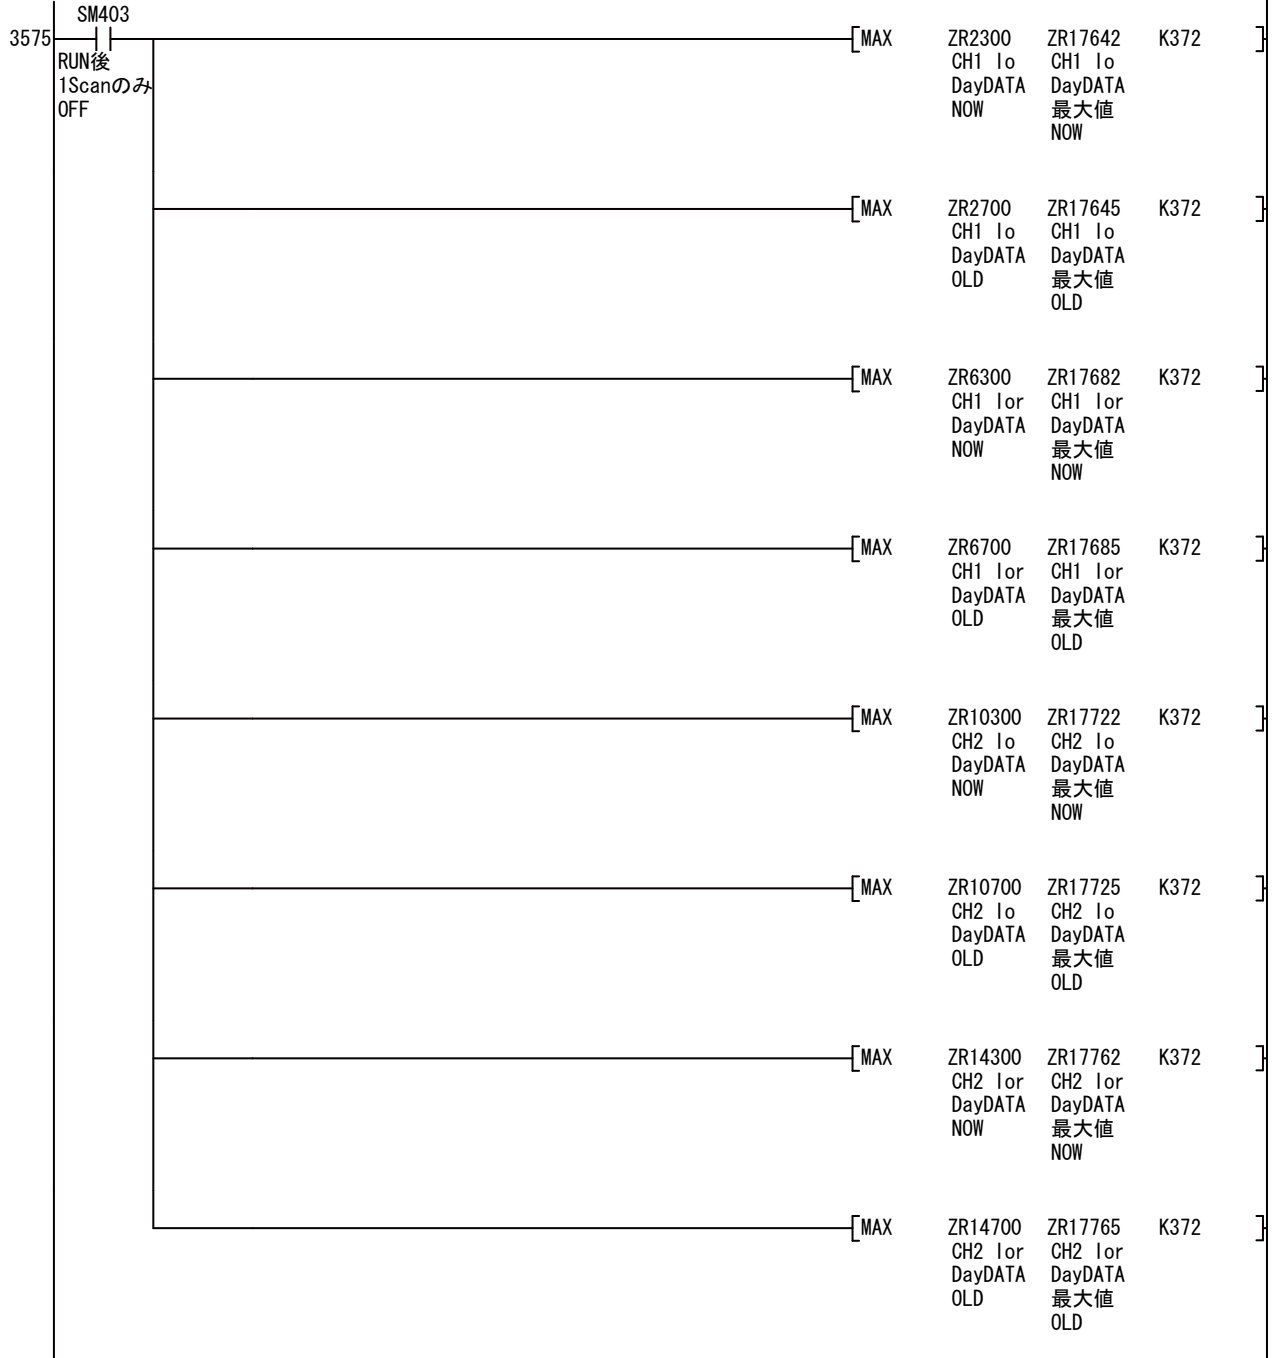 SM403
3575 [MAX ZR2300 ZR17642 K372 ]
RUN後 CH1 Io CH1 Io
1Scanのみ DayDATA DayDATA
OFF NOW 最大値
NOW
[MAX ZR2700 ZR17645 K372 ]
CH1 Io CH1 Io
DayDATA DayDATA
OLD 最大値
OLD
[MAX ZR6300 ZR17682 K372 ]
CH1 Ior CH1 Ior
DayDATA DayDATA
NOW 最大値
NOW
[MAX ZR6700 ZR17685 K372 ]
CH1 Ior CH1 Ior
DayDATA DayDATA
OLD 最大値
OLD
[MAX ZR10300 ZR17722 K372 ]
CH2 Io CH2 Io
DayDATA DayDATA
NOW 最大値
NOW
[MAX ZR10700 ZR17725 K372 ]
CH2 Io CH2 Io
DayDATA DayDATA
OLD 最大値
OLD
[MAX ZR14300 ZR17762 K372 ]
CH2 Ior CH2 Ior
DayDATA DayDATA
NOW 最大値
NOW
[MAX ZR14700 ZR17765 K372 ]
CH2 Ior CH2 Ior
DayDATA DayDATA
OLD 最大値
OLD